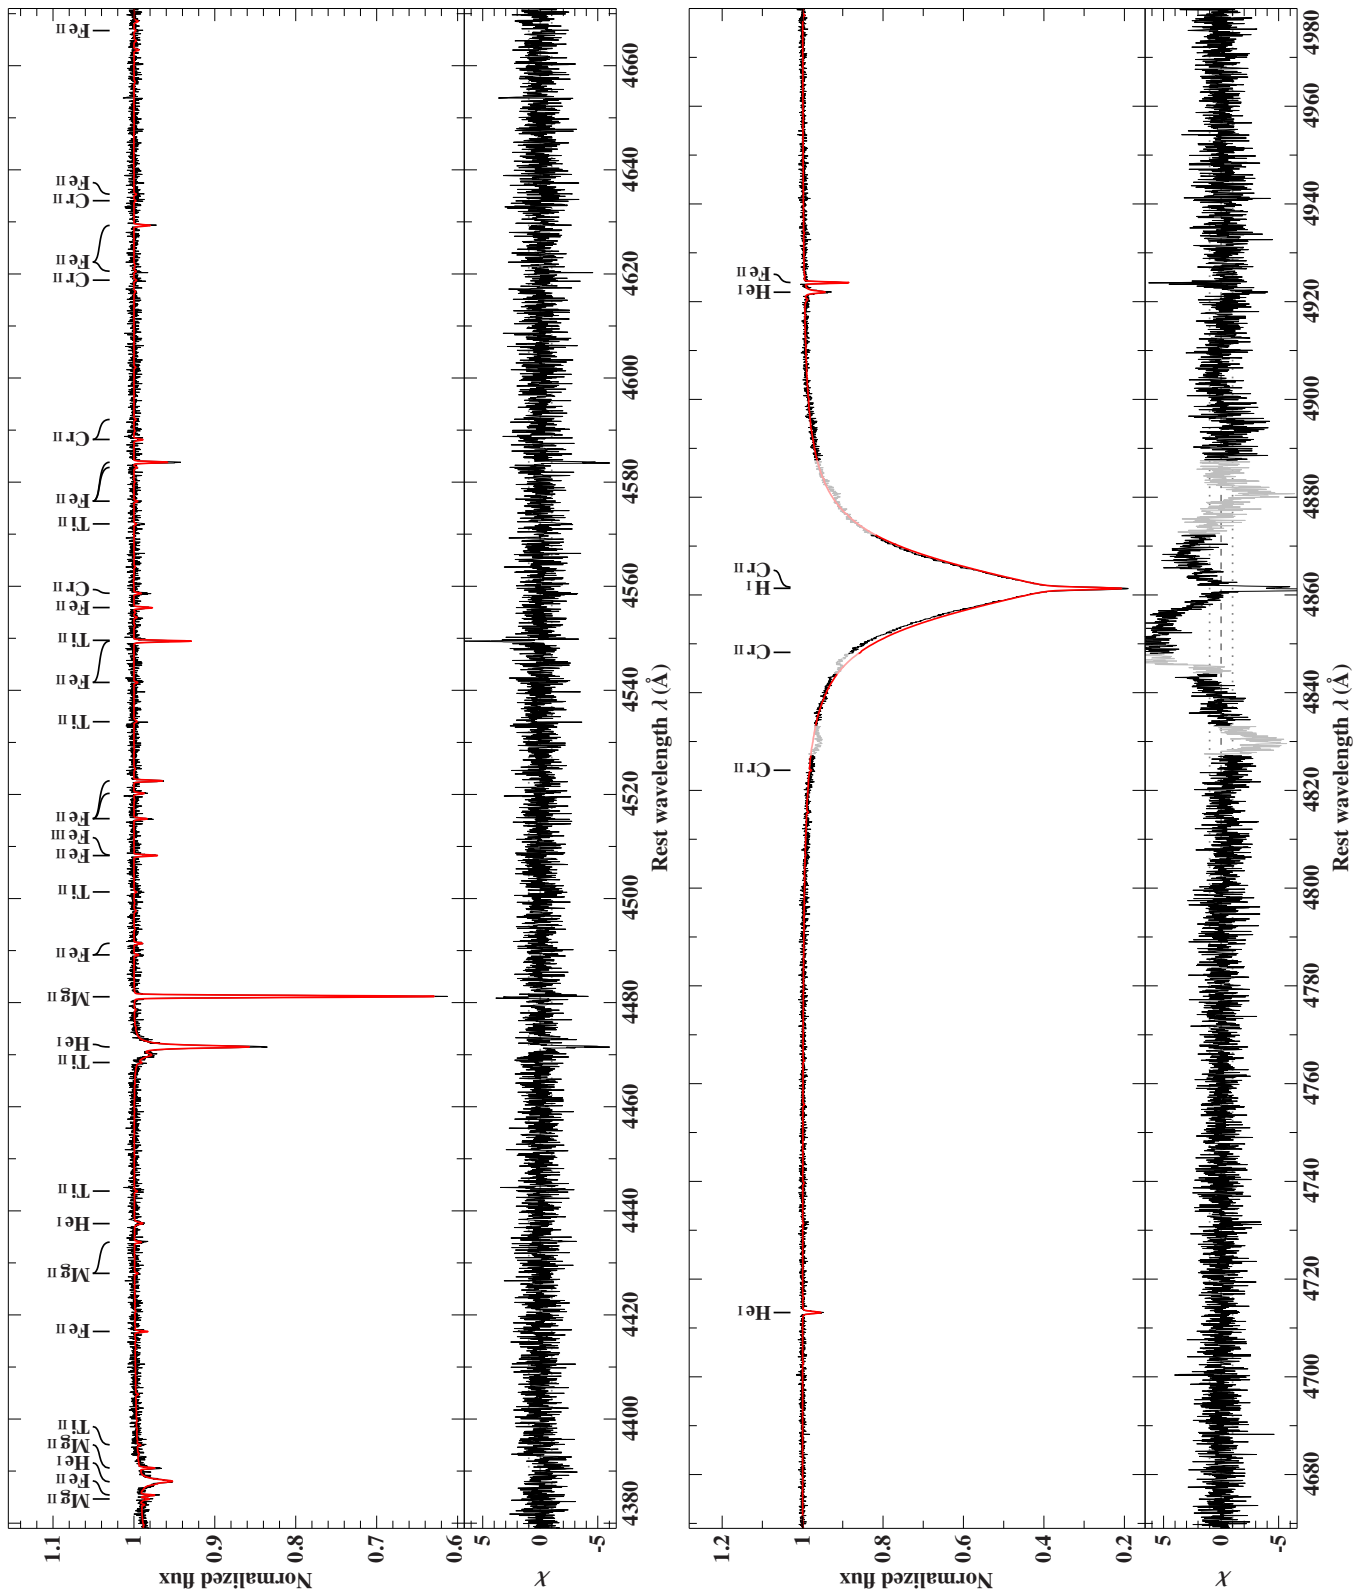 Mg II
Fe II
He I
Mg II
Ti II
Fe II
Mg II
He I
Ti II
Ti II
He I
Mg II
Fe II
Ti II
Fe II
Fe III
Fe II
Ti II
Fe II
Ti II
Fe II
Cr II
Ti II
Fe II
Cr II
Cr II
Fe II
Cr II
Fe II
Fe II
Normalized flux
1.1
1
0.9
0.8
0.7
0.6
χ
5
0
-5
4380
4400
4420
4440
4460
4480
4500
4520
4540
4560
4580
4600
4620
4640
4660
Rest wavelength λ (Å)
He I
Cr II
Cr II
H I
Cr II
He I
Fe II
Normalized flux
1.2
1
0.8
0.6
0.4
0.2
χ
5
0
-5
4680
4700
4720
4740
4760
4780
4800
4820
4840
4860
4880
4900
4920
4940
4960
4980
Rest wavelength λ (Å)